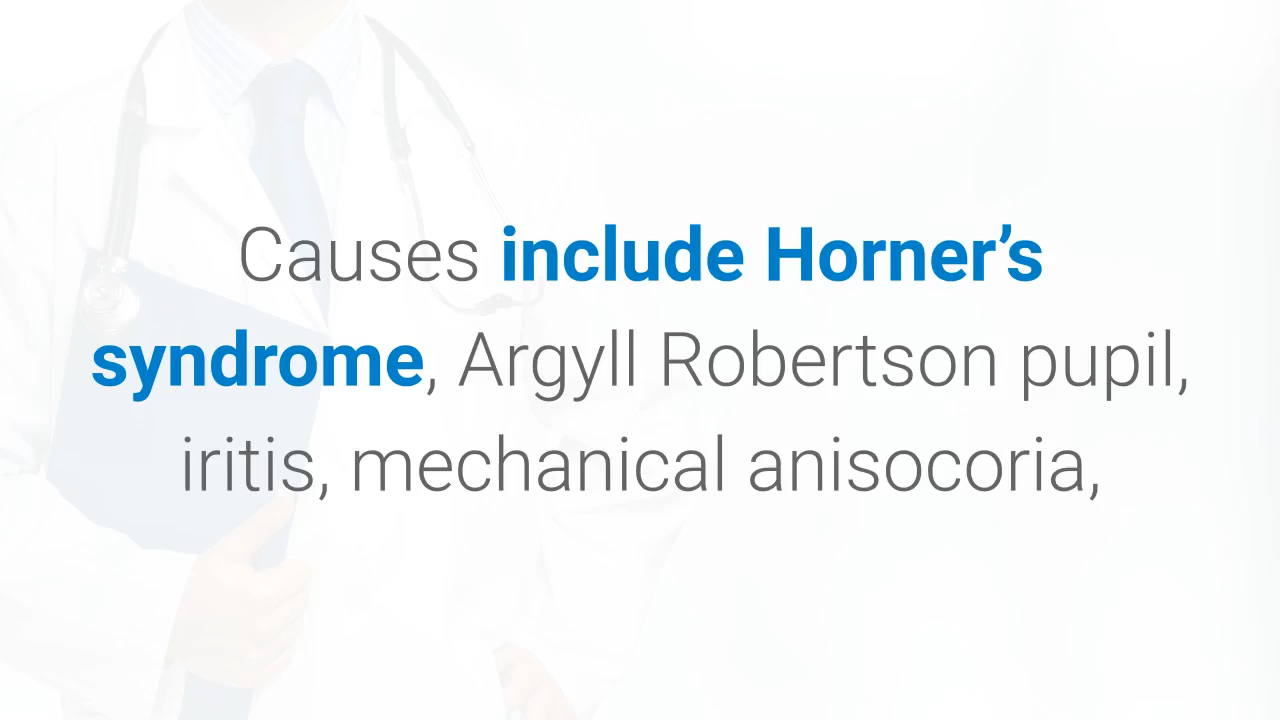 Causes include Horner’s
syndrome, Argyll Robertson pupil,
iritis, mechanical anisocoria,